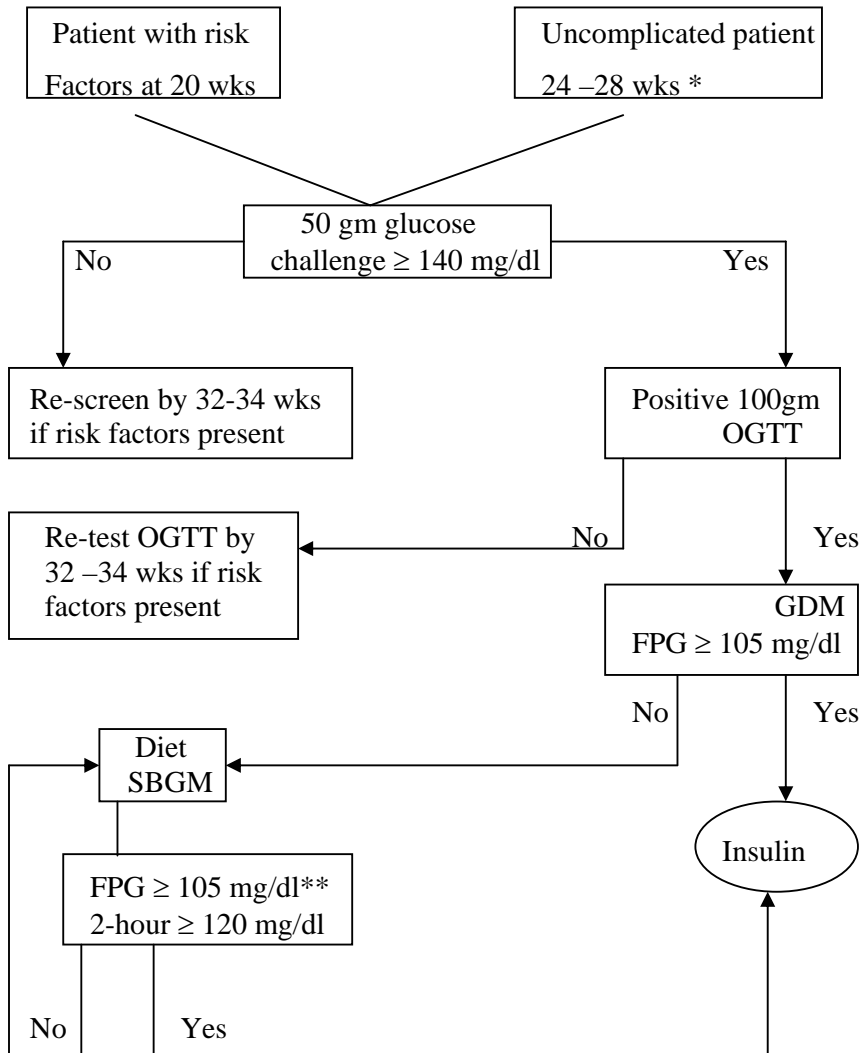 Patient with risk
Factors at 20 wks
Uncomplicated patient
24 –28 wks *
50 gm glucose
challenge ≥ 140 mg/dl
No
Yes
Re-screen by 32-34 wks
if risk factors present
Positive 100gm
OGTT
Re-test OGTT by
32 –34 wks if risk
factors present
No
Yes
GDM
FPG ≥ 105 mg/dl
No
Yes
Diet
SBGM
Insulin
FPG ≥ 105 mg/dl**
2-hour ≥ 120 mg/dl
No
Yes